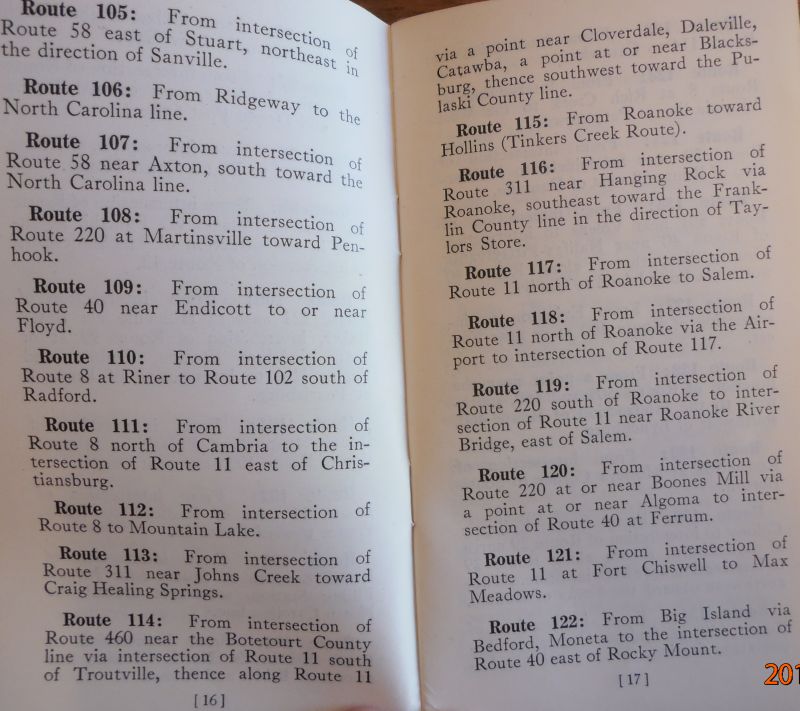 Route 105: From intersection of
Route 58 east of Stuart, northeast in
the direction of Sanville.
Route 106: From Ridgeway to the
North Carolina line.
Route 107: From intersection of
Route 58 near Axton, south toward the
North Carolina line.
Route 108: From intersection of
Route 220 at Martinsville toward Pen-
hook.
Route 109: From intersection of
Route 40 near Endicott to or near
Floyd.
Route 110: From intersection of
Route 8 at Riner to Route 102 south of
Radford.
Route 111: From intersection of
Route 8 north of Cambria to the in-
tersection of Route 11 east of Chris-
tiansburg.
Route 112: From intersection of
Route 8 to Mountain Lake.
Route 113: From intersection of
Route 311 near Johns Creek toward
Craig Healing Springs.
Route 114: From intersection of
Route 460 near the Botetourt County
line via intersection of Route 11 south
of Troutville, thence along Route 11
[ 16 ]
via a point near Cloverdale, Daleville,
Catawba, a point at or near Blacks-
burg, thence southwest toward the Pu-
laski County line.
Route 115: From Roanoke toward
Hollins (Tinkers Creek Route).
Route 116: From intersection of
Route 311 near Hanging Rock via
Roanoke, southeast toward the Frank-
lin County line in the direction of Tay-
lors Store.
Route 117: From intersection of
Route 11 north of Roanoke to Salem.
Route 118: From intersection of
Route 11 north of Roanoke via the Air-
port to intersection of Route 117.
Route 119: From intersection of
Route 220 south of Roanoke to inter-
section of Route 11 near Roanoke River
Bridge, east of Salem.
Route 120: From intersection of
Route 220 at or near Boones Mill via
a point at or near Algoma to inter-
section of Route 40 at Ferrum.
Route 121: From intersection of
Route 11 at Fort Chiswell to Max
Meadows.
Route 122: From Big Island via
Bedford, Moneta to the intersection of
Route 40 east of Rocky Mount.
[ 17 ]
201